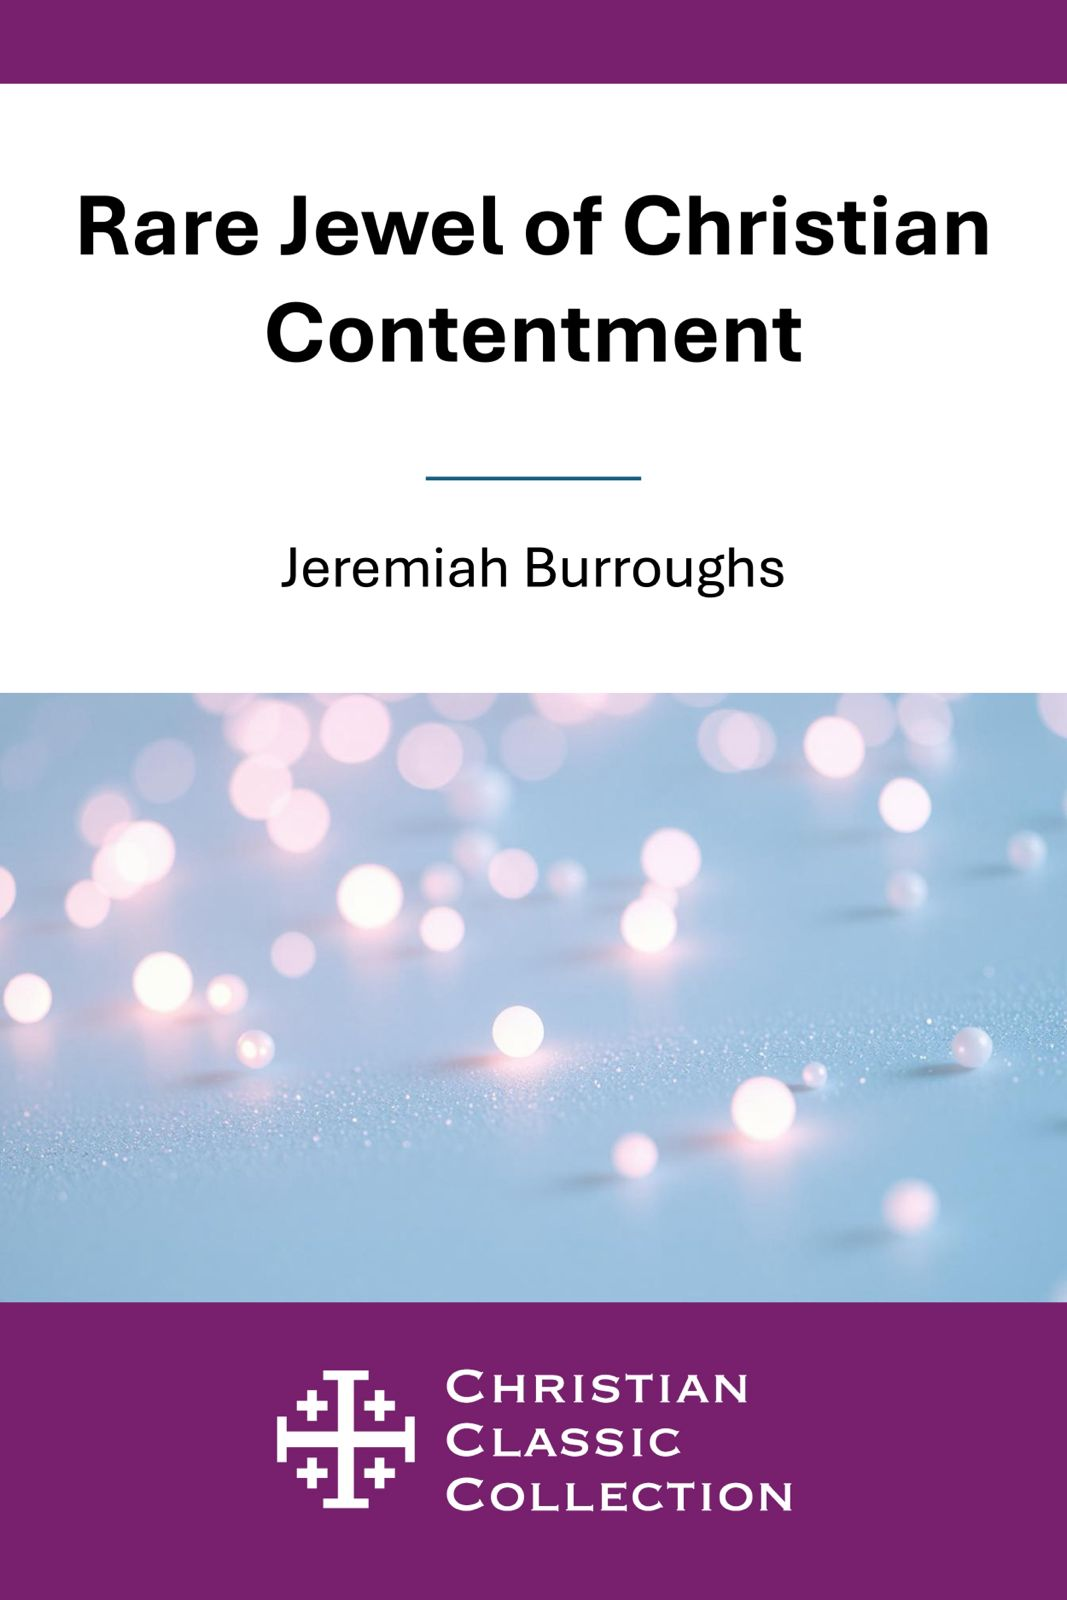 Rare Jewel of Christian
Contentment
Jeremiah Burroughs
CHRISTIAN
CLASSIC
COLLECTION